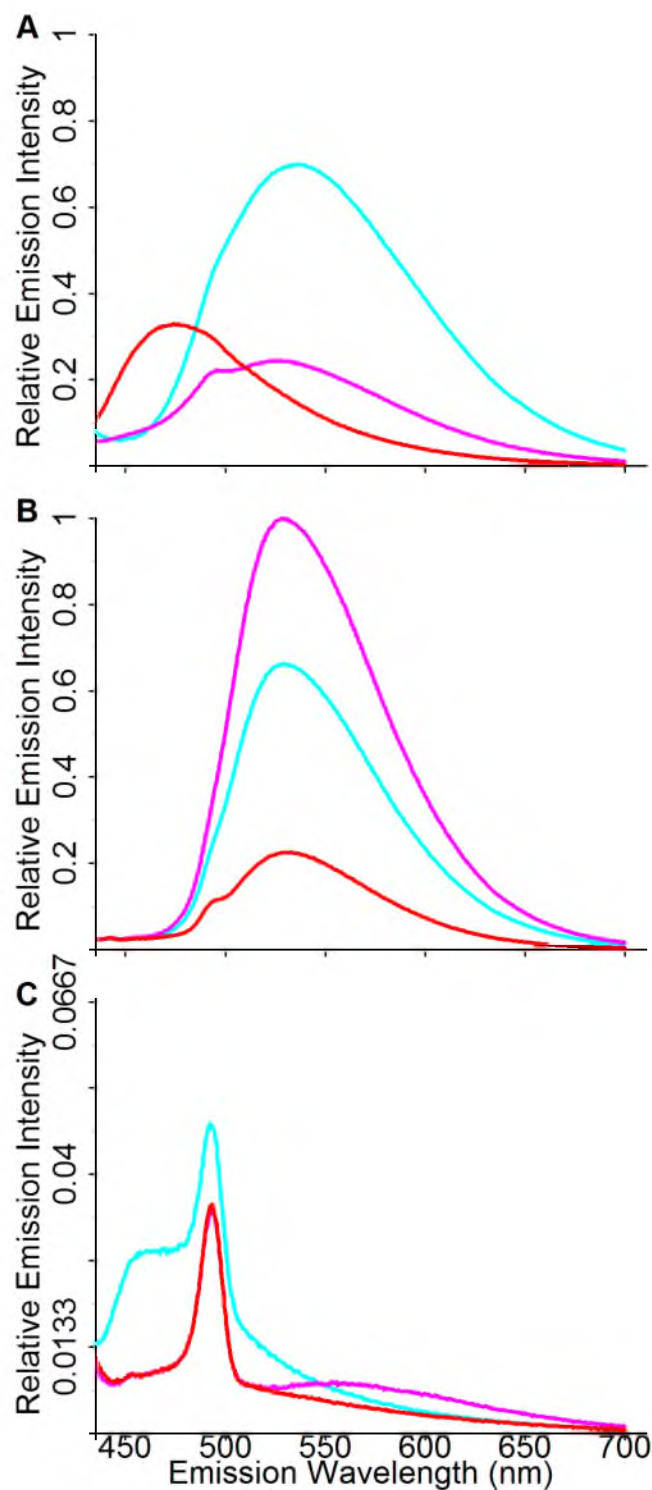 A
Relative Emission Intensity
1
0.8
0.6
0.4
0.2
B
Relative Emission Intensity
1
0.8
0.6
0.4
0.2
C
Relative Emission Intensity
0.0667
0.04
0.0133
450 500 550 600 650 700
Emission Wavelength (nm)